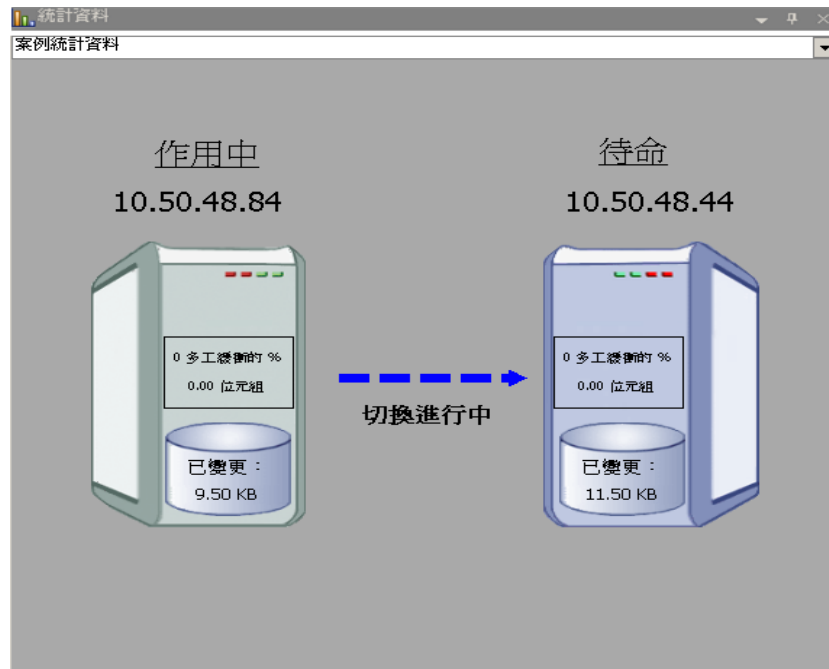 統計資料
案例統計資料
作用中
待命
10.50.48.84
10.50.48.44
0 多工緩衝的 %
0.00 位元組
0 多工緩衝的 %
0.00 位元組
切換進行中
已變更：
9.50 KB
已變更：
11.50 KB